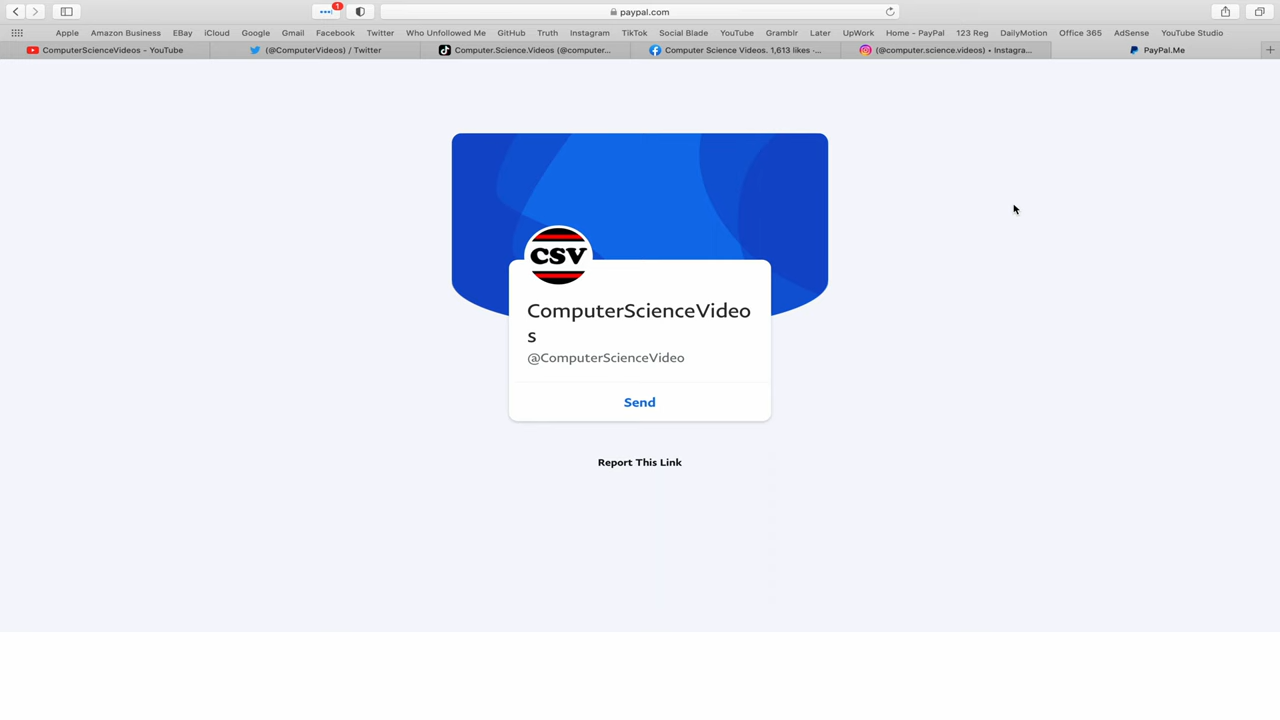 1
paypal.com
Apple Amazon Business EBay iCloud Google Gmail Facebook Twitter Who Unfollowed Me GitHub Truth Instagram TikTok Social Blade YouTube Gramblr Later UpWork Home - PayPal 123 Reg DailyMotion Office 365 AdSense YouTube Studio
ComputerScienceVideos - YouTube (@ComputerVideos) / Twitter Computer.Science.Videos (@computer... Computer Science Videos. 1,613 likes -... (@computer.science.videos) • Instagra... PayPal.Me
CSV
ComputerScienceVideo
s
@ComputerScienceVideo
Send
Report This Link